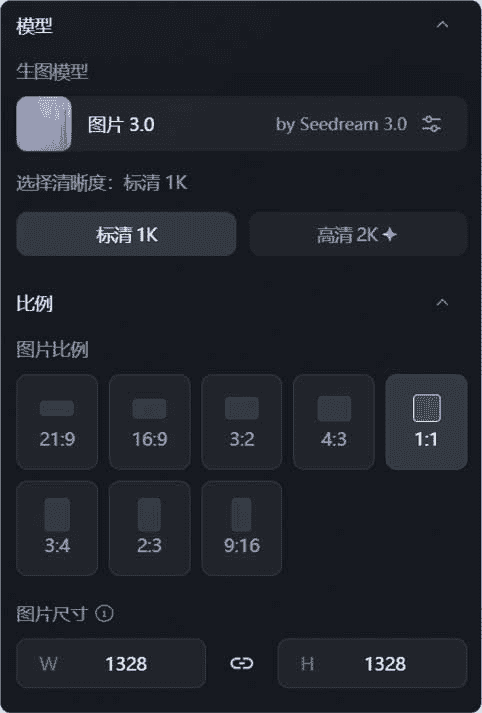 模型
生图模型
图片 3.0 by Seedream 3.0
选择清晰度：标清 1K
标清 1K 高清 2K
比例
图片比例
21:9 16:9 3:2 4:3 1:1
3:4 2:3 9:16
图片尺寸
W 1328 H 1328